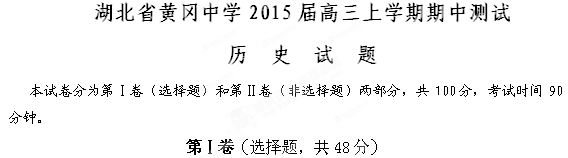 湖北省黄冈中学 2015 届高三上学期期中测试
历 史 试 题
本试卷分为第Ⅰ卷（选择题）和第Ⅱ卷（非选择题）两部分，共 100分，考试时间 90
分钟。
第Ⅰ卷（选择题，共 48 分）